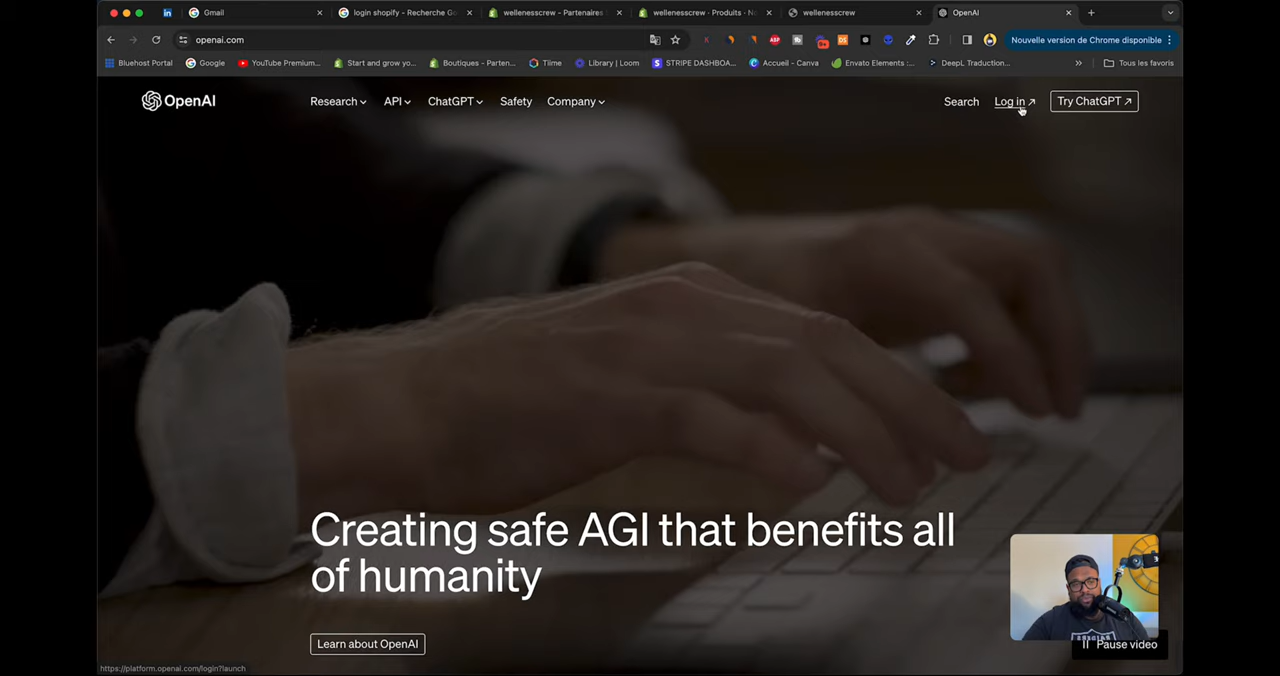 Gmail
login shopify - Recherche Go
wellenesscrew - Partenaires S
wellenesscrew · Produits · No
wellenesscrew
OpenAI
openai.com
Nouvelle version de Chrome disponible
Bluehost Portal
Google
YouTube Premium...
Start and grow yo...
Boutiques – Parten...
Tiime
Library | Loom
STRIPE DASHBOA...
Accueil - Canva
Envato Elements :...
DeepL Traduction...
Tous les favoris
OpenAI
Research
API
ChatGPT
Safety
Company
Search
Log in
Try ChatGPT
Creating safe AGI that benefits all
of humanity
Learn about OpenAI
Pause video
https://platform.openai.com/login?launch